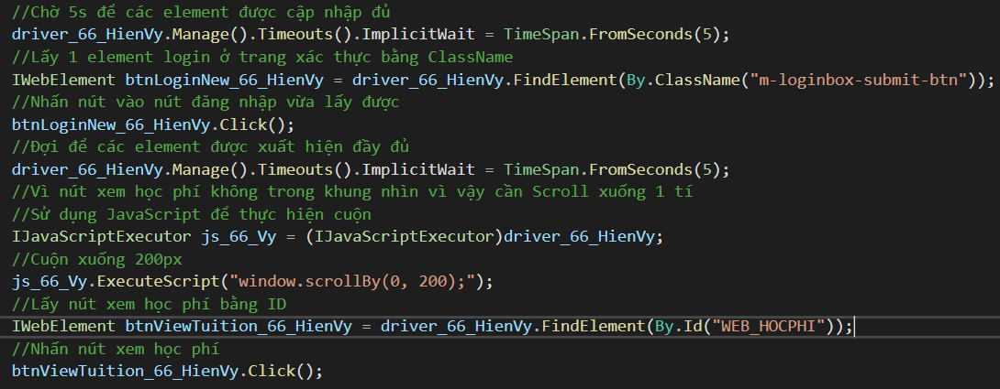 //Chờ 5s để các element được cập nhập đủ
driver_66_HienVy.Manage().Timeouts().ImplicitWait = TimeSpan.FromSeconds(5);
//Lấy 1 element login ở trang xác thực bằng ClassName
IWebElement btnLoginNew_66_HienVy = driver_66_HienVy.FindElement(By.ClassName("m-loginbox-submit-btn"));
//Nhấn nút vào nút đăng nhập vừa lấy được
btnLoginNew_66_HienVy.Click();
//Đợi để các element được xuất hiện đầy đủ
driver_66_HienVy.Manage().Timeouts().ImplicitWait = TimeSpan.FromSeconds(5);
//Vì nút xem học phí không trong khung nhìn vì vậy cần Scroll xuống 1 tí
//Sử dụng JavaScript để thực hiện cuộn
IJavaScriptExecutor js_66_Vy = (IJavaScriptExecutor)driver_66_HienVy;
//Cuộn xuống 200px
js_66_Vy.ExecuteScript("window.scrollBy(0, 200);");
//Lấy nút xem học phí bằng ID
IWebElement btnViewTuition_66_HienVy = driver_66_HienVy.FindElement(By.Id("WEB_HOCPHI"));
//Nhấn nút xem học phí
btnViewTuition_66_HienVy.Click();